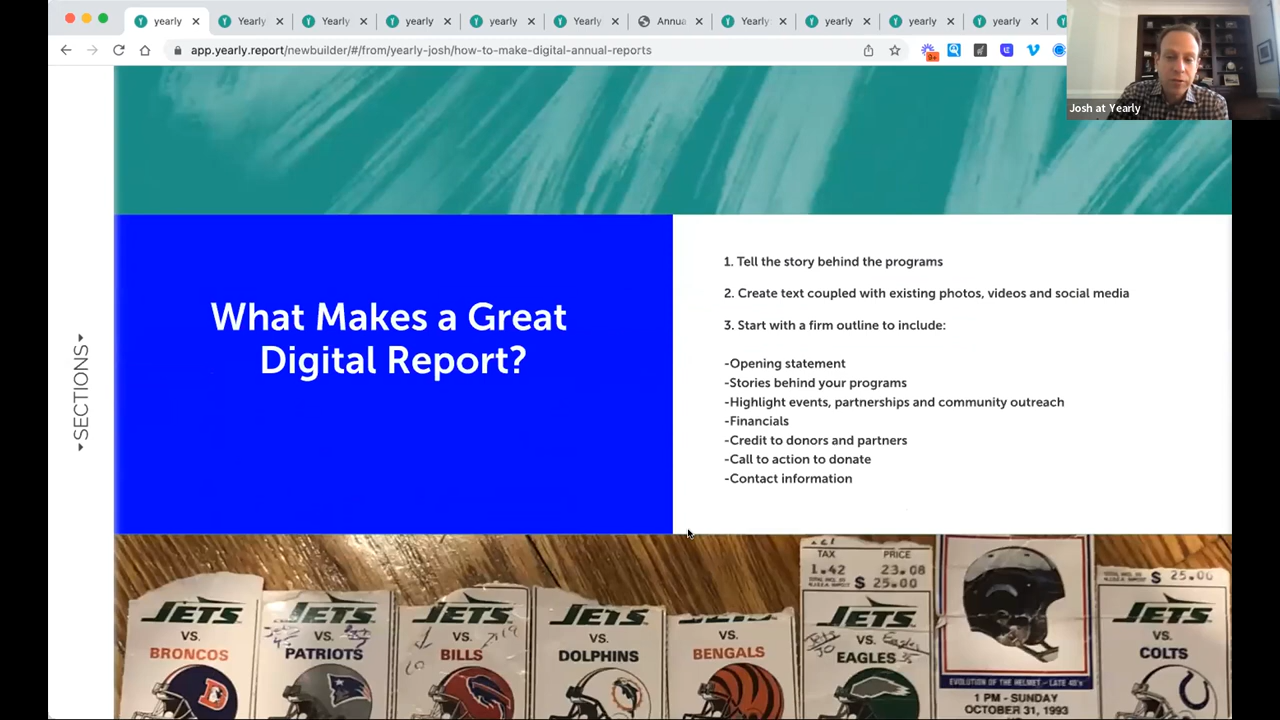 yearly
Yearly
Yearly
yearly
yearly
Yearly
Annua
Yearly
yearly
yearly
yearly
app.yearly.report/newbuilder/#/from/yearly-josh/how-to-make-digital-annual-reports
9+
Josh at Yearly
SECTIONS
What Makes a Great
Digital Report?
1. Tell the story behind the programs
2. Create text coupled with existing photos, videos and social media
3. Start with a firm outline to include:
-Opening statement
-Stories behind your programs
-Highlight events, partnerships and community outreach
-Financials
-Credit to donors and partners
-Call to action to donate
-Contact information
JETS
VS.
BRONCOS
JETS
VS.
PATRIOTS
JETS
VS.
BILLS
JETS
VS.
DOLPHINS
JETS
VS.
BENGALS
TAX PRICE
1.42 23.08
$ 25.00
JETS
VS.
EAGLES
EVOLUTION OF THE HELMET - LATE 40's
1 PM - SUNDAY
OCTOBER 31, 1993
$ 25.00
JETS
VS.
COLTS